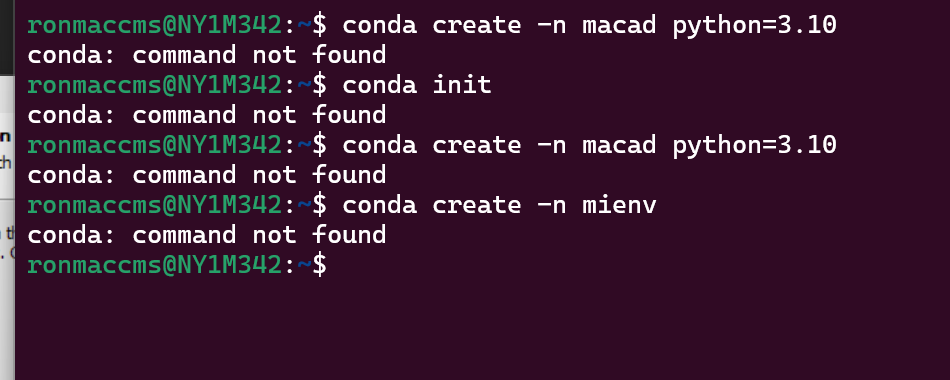 ronmaccms@NY1M342:~$ conda create -n macad python=3.10
conda: command not found
ronmaccms@NY1M342:~$ conda init
conda: command not found
ronmaccms@NY1M342:~$ conda create -n macad python=3.10
conda: command not found
ronmaccms@NY1M342:~$ conda create -n mienv
conda: command not found
ronmaccms@NY1M342:~$